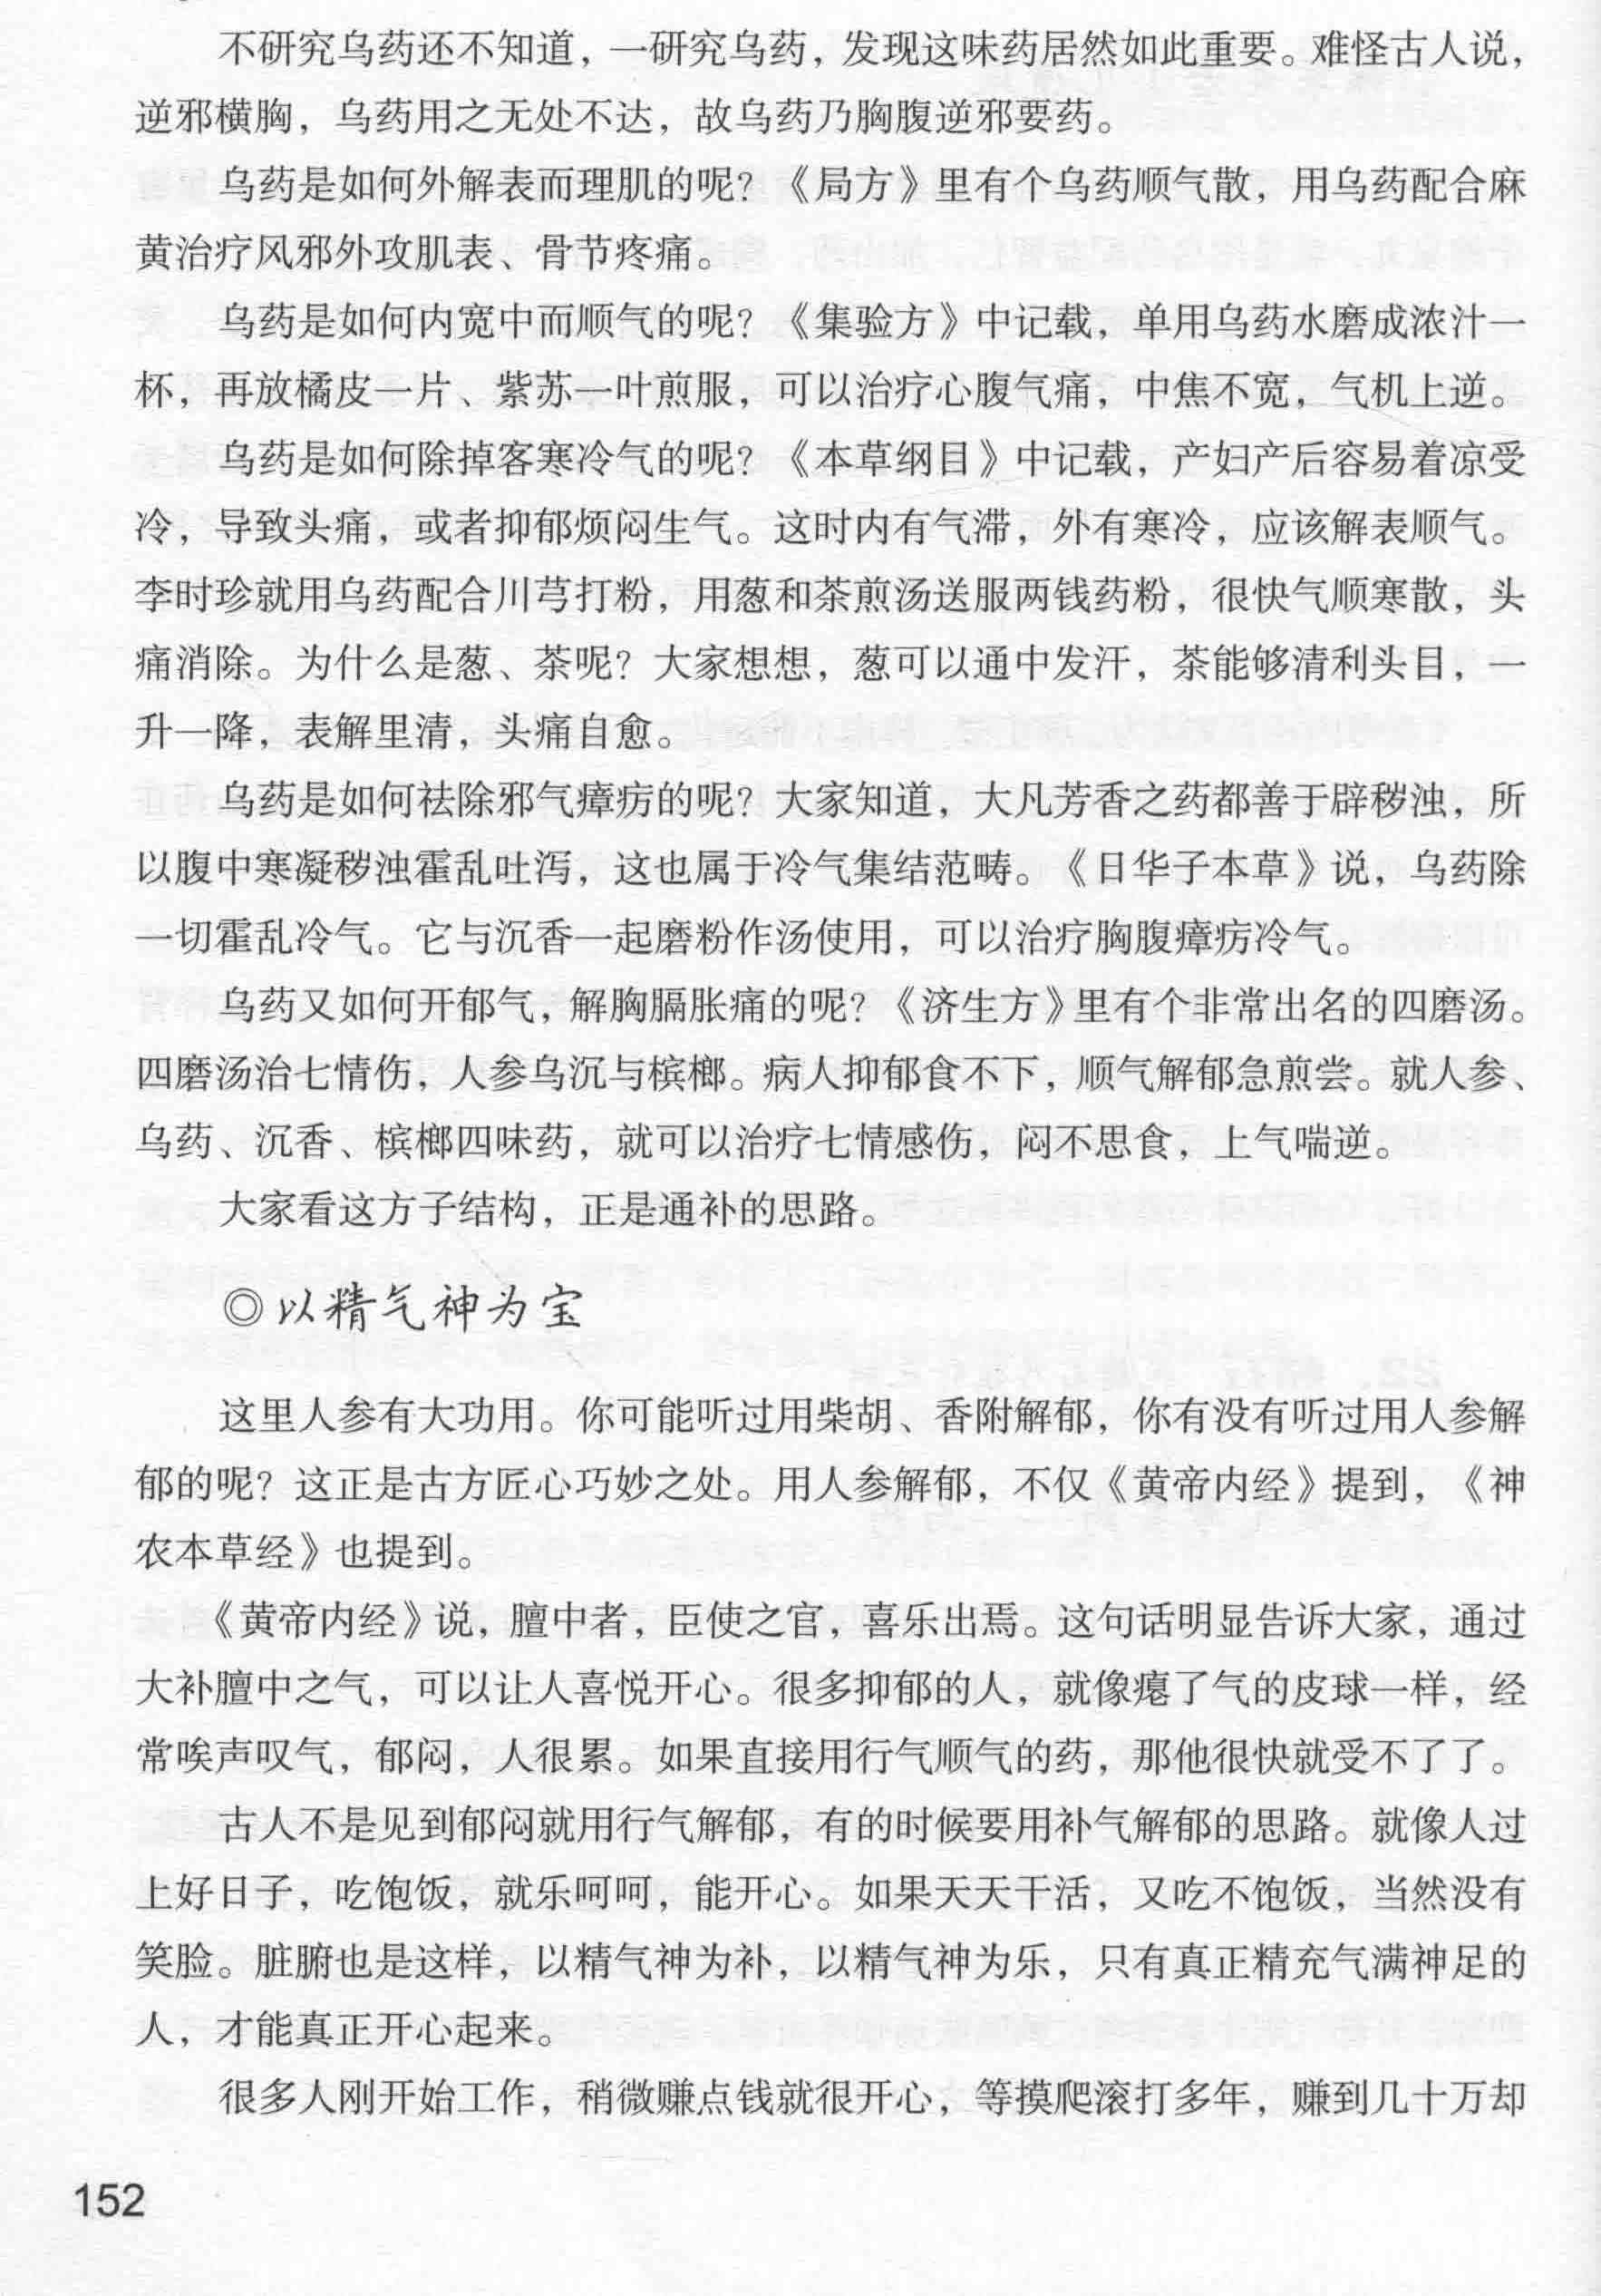 不研究乌药还不知道，一研究乌药，发现这味药居然如此重要。难怪古人说，
逆邪横胸，乌药用之无处不达，故乌药乃胸腹逆邪要药。
乌药是如何外解表而理肌的呢？《局方》里有个乌药顺气散，用乌药配合麻
黄治疗风邪外攻肌表、骨节疼痛。
乌药是如何内宽中而顺气的呢？《集验方》中记载，单用乌药水磨成浓汁一
杯，再放橘皮一片、紫苏一叶煎服，可以治疗心腹气痛，中焦不宽，气机上逆。
乌药是如何除掉客寒冷气的呢？《本草纲目》中记载，产妇产后容易着凉受
冷，导致头痛，或者抑郁烦闷生气。这时内有气滞，外有寒冷，应该解表顺气。
李时珍就用乌药配合川芎打粉，用葱和茶煎汤送服两钱药粉，很快气顺寒散，头
痛消除。为什么是葱、茶呢？大家想想，葱可以通中发汗，茶能够清利头目，一
升一降，表解里清，头痛自愈。
乌药是如何祛除邪气瘴疠的呢？大家知道，大凡芳香之药都善于辟秽浊，所
以腹中寒凝秽浊霍乱吐泻，这也属于冷气集结范畴。《日华子本草》说，乌药除
一切霍乱冷气。它与沉香一起磨粉作汤使用，可以治疗胸腹瘴疠冷气。
乌药又如何开郁气，解胸膈胀痛的呢？《济生方》里有个非常出名的四磨汤。
四磨汤治七情伤，人参乌沉与槟榔。病人抑郁食不下，顺气解郁急煎尝。就人参、
乌药、沉香、槟榔四味药，就可以治疗七情感伤，闷不思食，上气喘逆。
大家看这方子结构，正是通补的思路。
◎以精气神为宝
这里人参有大功用。你可能听过用柴胡、香附解郁，你有没有听过用人参解
郁的呢？这正是古方匠心巧妙之处。用人参解郁，不仅《黄帝内经》提到，《神
农本草经》也提到。
《黄帝内经》说，膻中者，臣使之官，喜乐出焉。这句话明显告诉大家，通过
大补膻中之气，可以让人喜悦开心。很多抑郁的人，就像瘪了气的皮球一样，经
常唉声叹气，郁闷，人很累。如果直接用行气顺气的药，那他很快就受不了了。
古人不是见到郁闷就用行气解郁，有的时候要用补气解郁的思路。就像人过
上好日子，吃饱饭，就乐呵呵，能开心。如果天天干活，又吃不饱饭，当然没有
笑脸。脏腑也是这样，以精气神为补，以精气神为乐，只有真正精充气满神足的
人，才能真正开心起来。
很多人刚开始工作，稍微赚点钱就很开心，等摸爬滚打多年，赚到几十万却
152